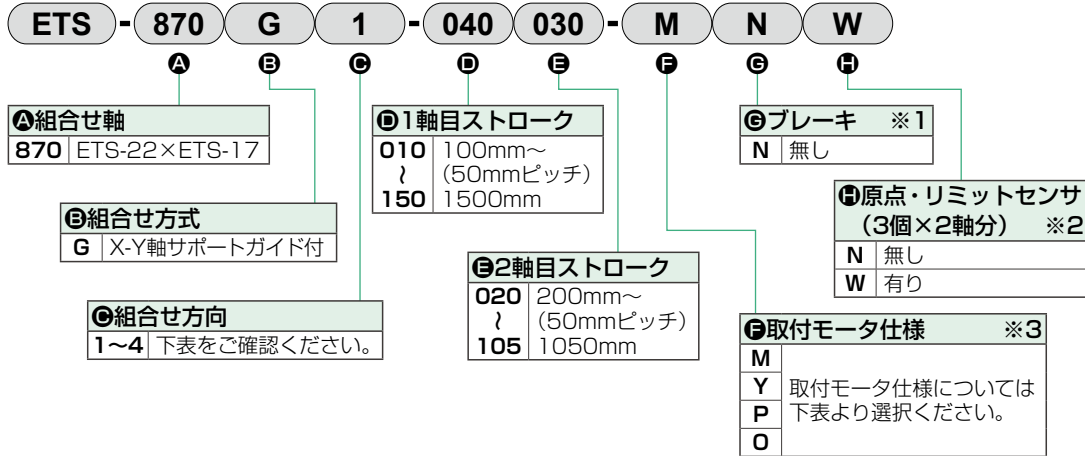 ETS - 870 G 1 - 040 030 - M N W
A B C D E F G H
A組合せ軸
870 ETS-22×ETS-17
B組合せ方式
G X-Y軸サポートガイド付
C組合せ方向
1~4 下表をご確認ください。
D1軸目ストローク
010 100mm~
~ (50mmピッチ)
150 1500mm
E2軸目ストローク
020 200mm~
~ (50mmピッチ)
105 1050mm
F取付モータ仕様 ※3
M
Y 取付モータ仕様については
P 下表より選択ください。
O
Gブレーキ ※1
N 無し
H原点・リミットセンサ
(3個×2軸分) ※2
N 無し
W 有り